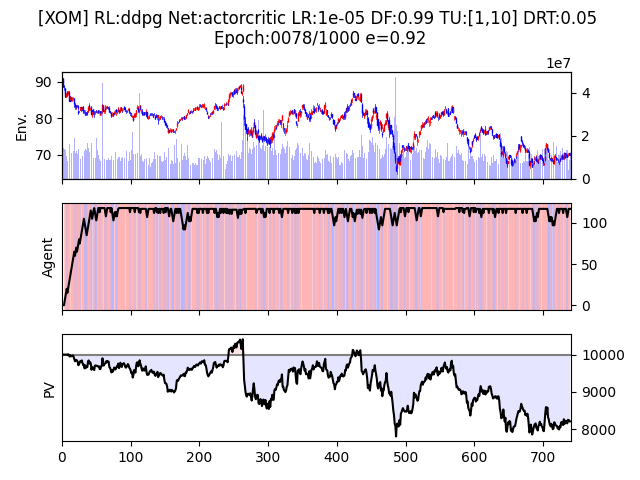 [XOM] RL:ddpg Net:actorcritic LR:1e-05 DF:0.99 TU:[1,10] DRT:0.05
Epoch:0078/1000 e=0.92
1e7
90
80
70
Env.
4
2
0
Agent
100
50
0
PV
10000
9000
8000
0 100 200 300 400 500 600 700